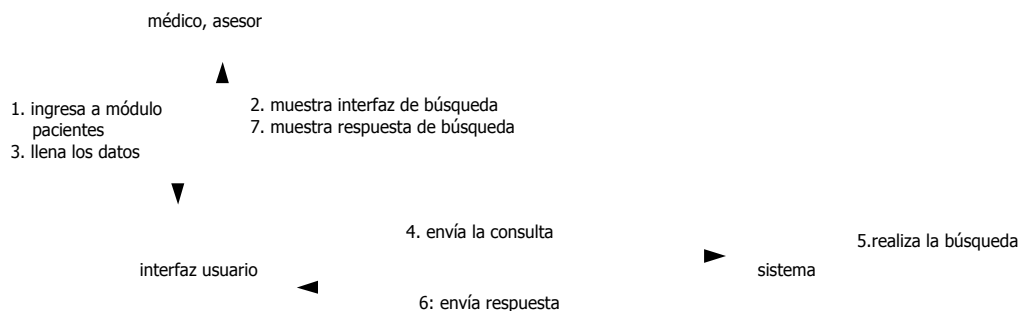 médico, asesor
1. ingresa a módulo
pacientes
3. llena los datos
2. muestra interfaz de búsqueda
7. muestra respuesta de búsqueda
4. envía la consulta
5.realiza la búsqueda
interfaz usuario
sistema
6: envía respuesta